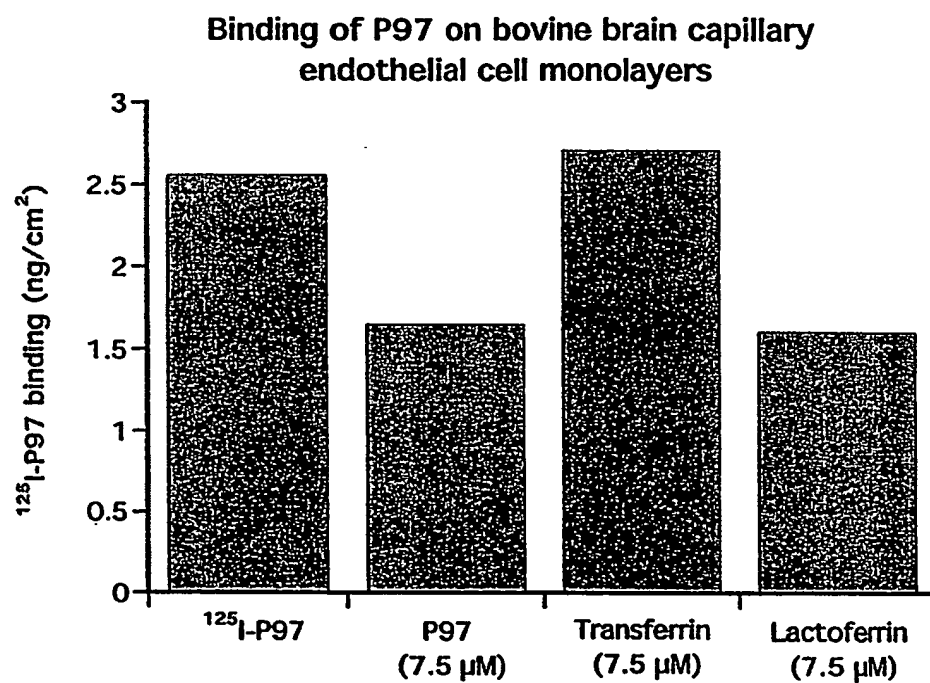 Binding of P97 on bovine brain capillary
endothelial cell monolayers
3
2.5
2
1.5
1
0.5
0
¹²⁵I-P97 binding (ng/cm²)
¹²⁵I-P97
P97
(7.5 µM)
Transferrin
(7.5 µM)
Lactoferrin
(7.5 µM)